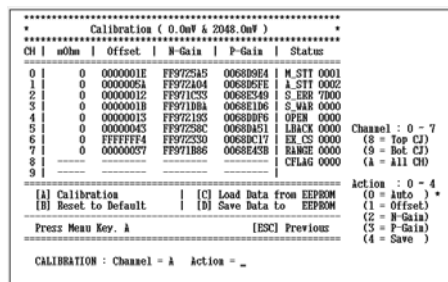 Calibration ( 0.0mV & 2048.0mV )
CH | mOhm | Offset | N-Gain | P-Gain | Status
0 | 0 0000001E FF9725A5 0068D9E4 | M_STT 0001
1 | 0 0000005A FF972A04 0068D5FE | A_STT 0002
2 | 0 00000012 FF971C33 0068E349 | S_ERR 7D00
3 | 0 0000001B FF971DBA 0068E1D6 | S_WAR 0000
4 | 0 00000013 FF972193 0068DDF6 | OPEN 0000
5 | 0 00000043 FF97258C 0068DA51 | LBACK 0000
6 | 0 FFFFFFF4 FF972330 0068DC17 | EX_CS 0000
7 | 0 00000037 FF971B86 0068E43B | RANGE 0000
8 | ----- ----- ----- ----- | CFLAG 0000
9 | ----- ----- ----- ----- |
Channel : 0 - 7
(8 = Top CJ)
(9 = Bot CJ)
(A = All CH)
[A] Calibration | [C] Load Data from EEPROM
[B] Reset to Default | [D] Save Data to EEPROM
Press Menu Key. A [ESC] Previous
Action : 0 - 4
(0 = Auto ) *
(1 = Offset)
(2 = N-Gain)
(3 = P-Gain)
(4 = Save )
CALIBRATION : Channel = A Action = _